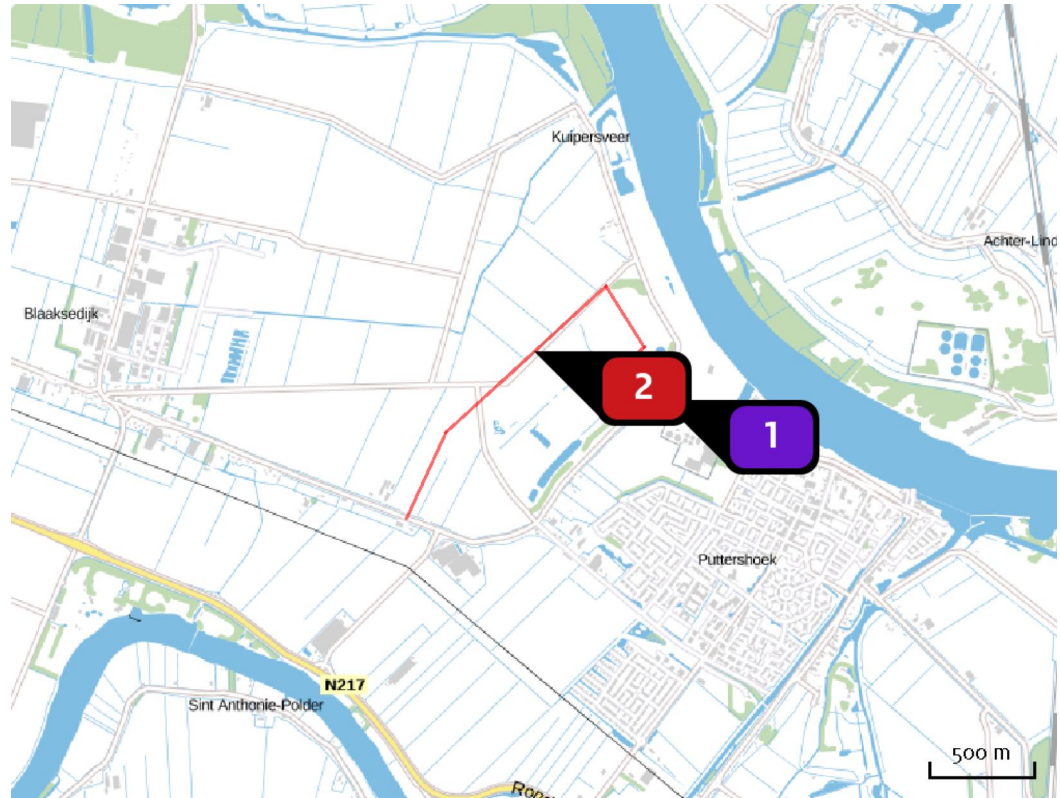 Kuipersveer
Achter-Lind
Blaaksedijk
2
1
Puttershoek
N217
Sint Anthonie-Polder
500 m